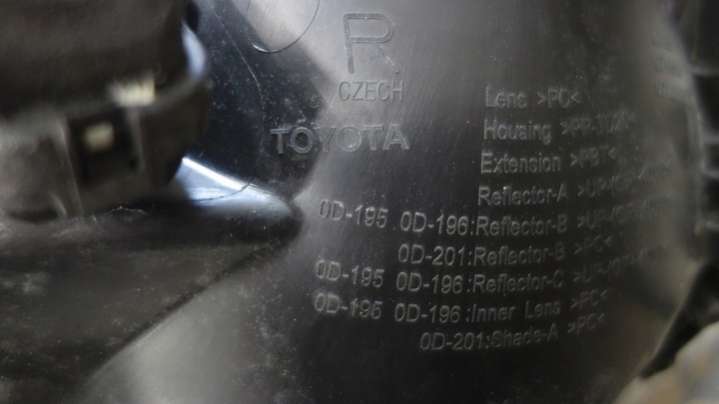 R
CZECH
TOYOTA
Lens >PC<
Housing
Extension >PBT<
Reflector-A
0D-195 0D-196:Reflector-B
0D-201:Reflector-B >PC<
0D-195 0D-196:Reflector-C
0D-195 0D-196:Inner Lens >PC<
0D-201:Shade-A >PC<